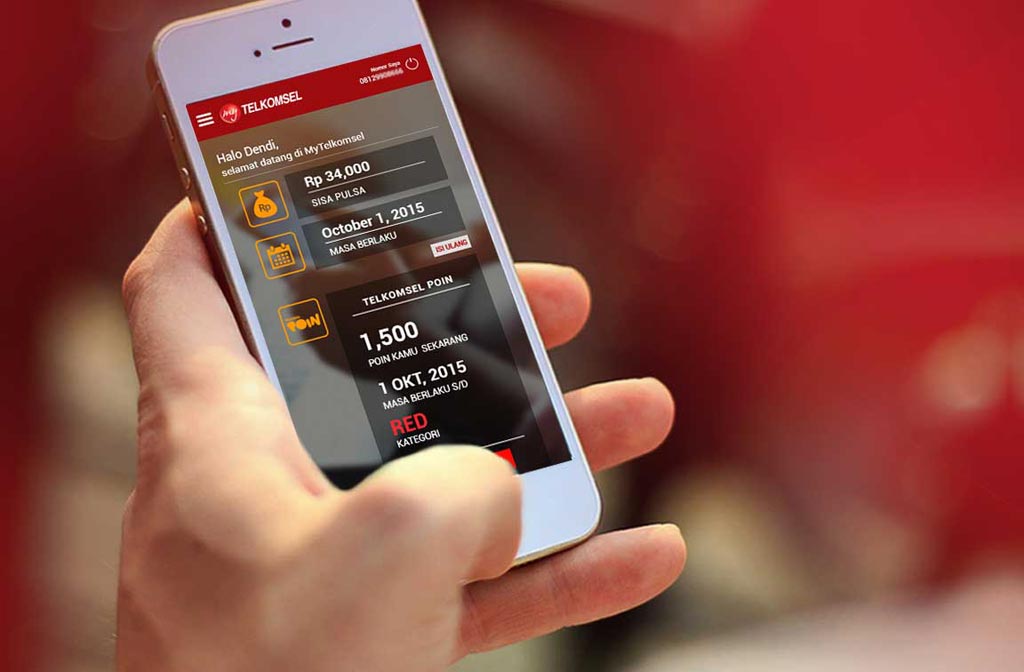 Nomor Saya
my TELKOMSEL
Halo Dendi,
selamat datang di MyTelkomsel
Rp
Rp 34,000
SISA PULSA
October 1, 2015
MASA BERLAKU
ISI ULANG
TELKOMSEL POIN
POIN
1,500
POIN KAMU SEKARANG
1 OKT, 2015
MASA BERLAKU S/D
RED
KATEGORI